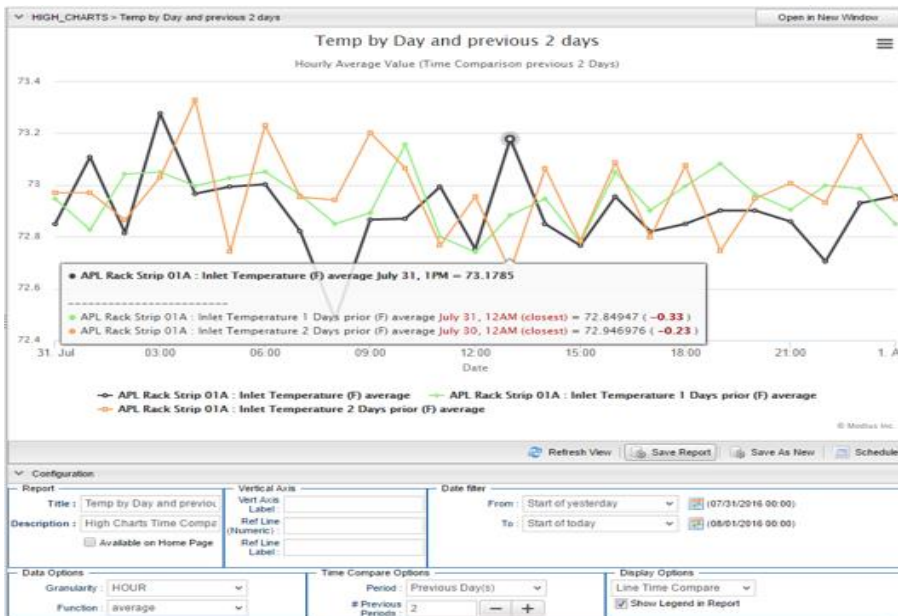 HIGH_CHARTS > Temp by Day and previous 2 days
Open in New Window
Temp by Day and previous 2 days
Hourly Average Value (Time Comparison previous 2 Days)
73.4
73.2
73
72.8
72.6
72.4
● APL Rack Strip 01A : Inlet Temperature (F) average July 31, 1PM = 73.1785
------------------------
● APL Rack Strip 01A : Inlet Temperature 1 Days prior (F) average July 31, 12AM (closest) = 72.84947 ( −0.33 )
● APL Rack Strip 01A : Inlet Temperature 2 Days prior (F) average July 30, 12AM (closest) = 72.946976 ( −0.23 )
31. Jul 03:00 06:00 09:00 12:00 15:00 18:00 21:00 1. A
Date
APL Rack Strip 01A : Inlet Temperature (F) average APL Rack Strip 01A : Inlet Temperature 1 Days prior (F) average
APL Rack Strip 01A : Inlet Temperature 2 Days prior (F) average
© Modius Inc.
Refresh View Save Report Save As New Schedule
Configuration
Report
Title : Temp by Day and previou
Description : High Charts Time Compa
Available on Home Page
Vertical Axis
Vert Axis
Label :
Ref Line
(Numeric) :
Ref Line
Label :
Date filter
From : Start of yesterday (07/31/2016 00:00)
To : Start of today (08/01/2016 00:00)
Data Options
Granularity : HOUR
Function : average
Time Compare Options
Period : Previous Day(s)
# Previous
Periods : 2 − +
Display Options
Line Time Compare
Show Legend in Report